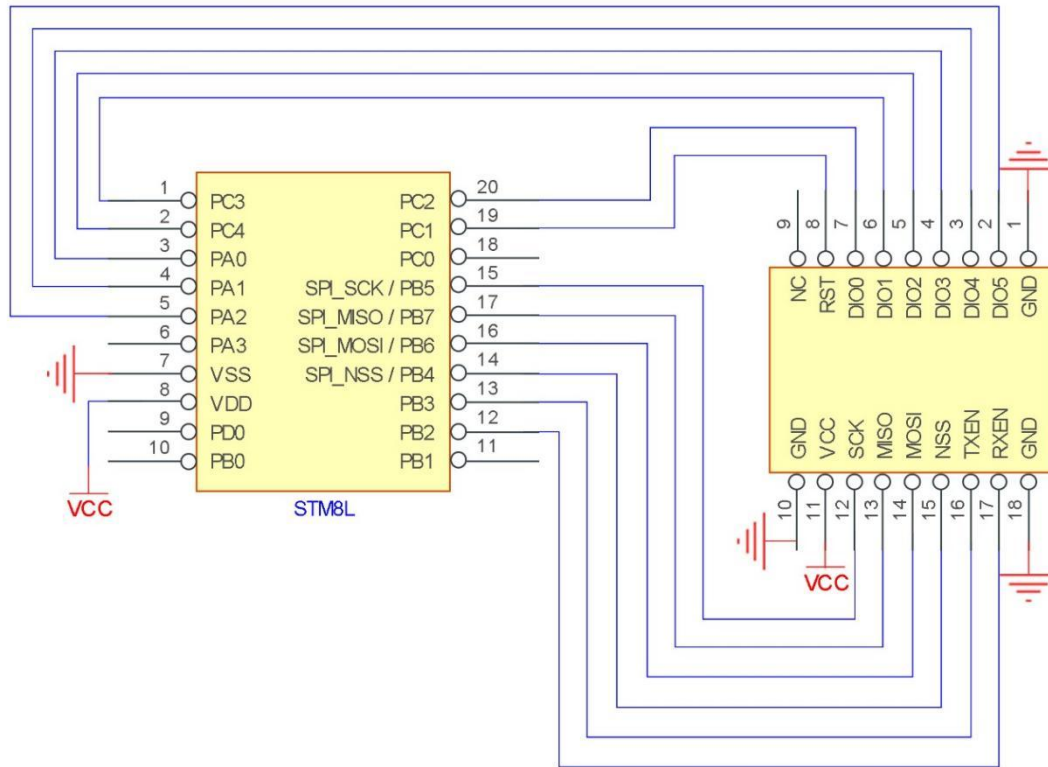 1 PC3 PC2 20
2 PC4 PC1 19
3 PA0 PC0 18
4 PA1 SPI_SCK / PB5 15
5 PA2 SPI_MISO / PB7 17
6 PA3 SPI_MOSI / PB6 16
7 VSS SPI_NSS / PB4 14
8 VDD PB3 13
9 PD0 PB2 12
10 PB0 PB1 11
VCC
STM8L
9 8 7 6 5 4 3 2 1
NC RST DIO0 DIO1 DIO2 DIO3 DIO4 DIO5 GND
GND VCC SCK MISO MOSI NSS TXEN RXEN GND
10 11 12 13 14 15 16 17 18
VCC